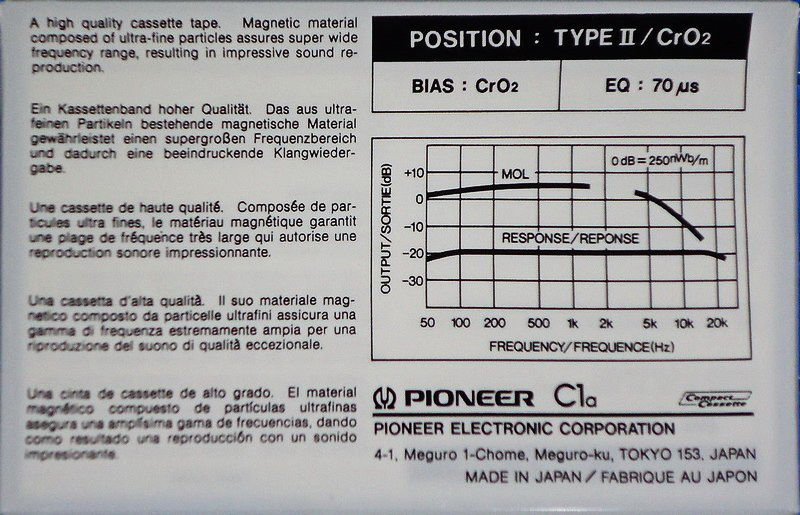 A high quality cassette tape. Magnetic material
composed of ultra-fine particles assures super wide
frequency range, resulting in impressive sound re-
production.
Ein Kassettenband hoher Qualität. Das aus ultra-
feinen Partikeln bestehende magnetische Material
gewährleistet einen supergroßen Frequenzbereich
und dadurch eine beeindruckende Klangwieder-
gabe.
Une cassette de haute qualité. Composée de par-
ticules ultra fines, le matériau magnétique garantit
une plage de fréquence très large qui autorise une
reproduction sonore impressionnante.
Una cassetta d'alta qualità. Il suo materiale mag-
netico composto da particelle ultrafini assicura una
gamma di frequenza estremamente ampia per una
riproduzione del suono di qualità eccezionale.
Una cinta de cassette de alto grado. El material
magnético compuesto de partículas ultrafinas
asegura una amplísima gama de frecuencias, dando
como resultado una reproducción con un sonido
impresionante.
POSITION : TYPE II / CrO2
BIAS : CrO2
EQ : 70 µs
OUTPUT/SORTIE(dB)
+10
0
-10
-20
-30
0 dB = 250nWb/m
MOL
RESPONSE/REPONSE
50 100 200 500 1k 2k 5k 10k 20k
FREQUENCY/FREQUENCE(Hz)
PIONEER C1a
Compact Cassette
PIONEER ELECTRONIC CORPORATION
4-1, Meguro 1-Chome, Meguro-ku, TOKYO 153, JAPAN
MADE IN JAPAN / FABRIQUE AU JAPON